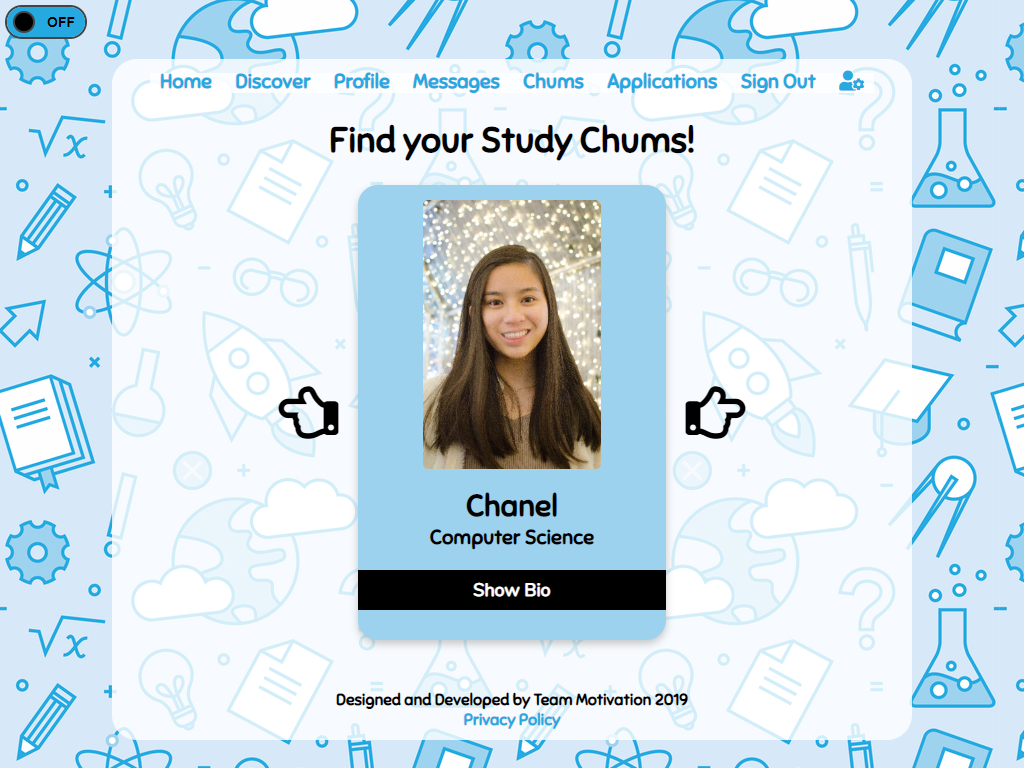 OFF
Home Discover Profile Messages Chums Applications Sign Out
Find your Study Chums!
Chanel
Computer Science
Show Bio
Designed and Developed by Team Motivation 2019
Privacy Policy